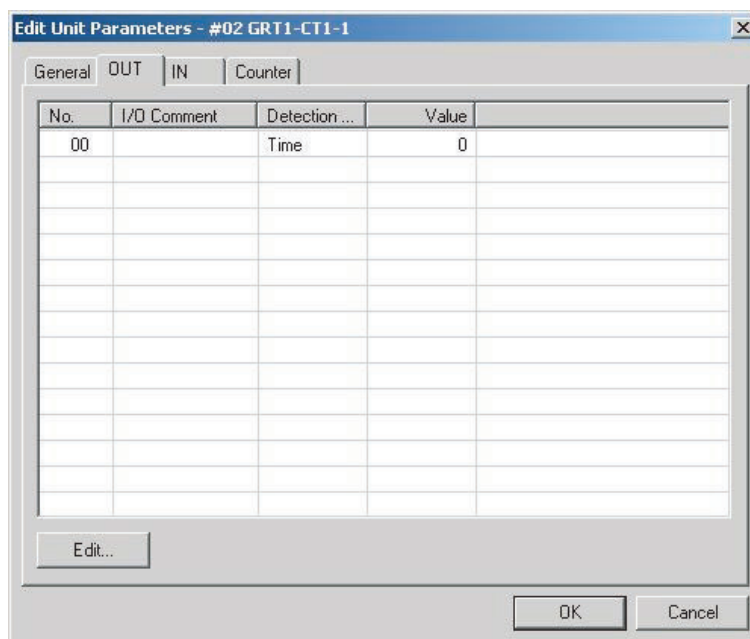 Edit Unit Parameters - #02 GRT1-CT1-1
General OUT IN Counter
No. I/O Comment Detection ... Value
00 Time 0
Edit...
OK Cancel